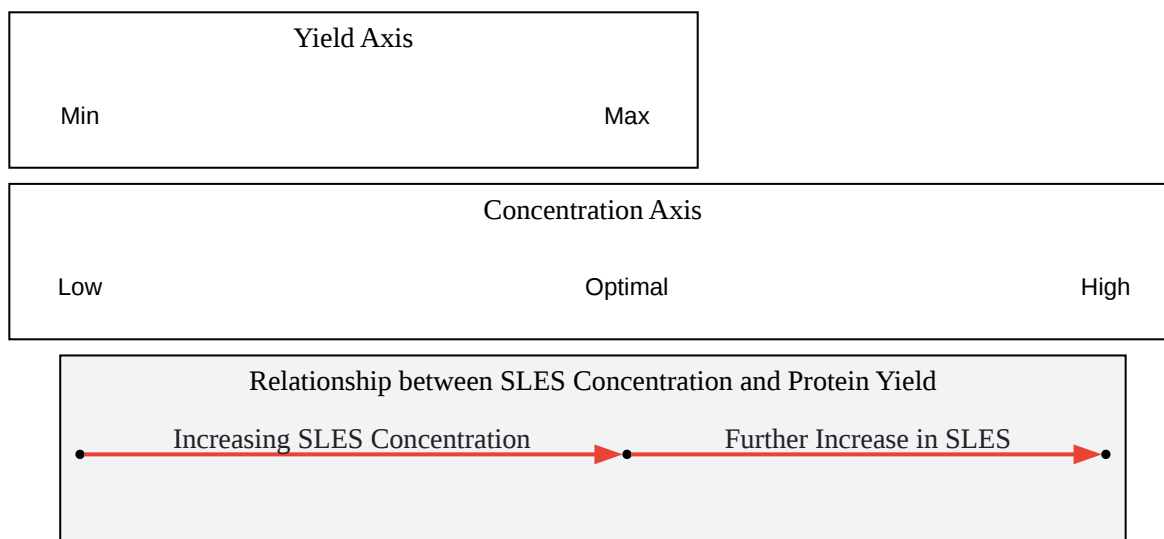 Yield Axis
Min Max
Concentration Axis
Low Optimal High
Relationship between SLES Concentration and Protein Yield
Increasing SLES Concentration Further Increase in SLES